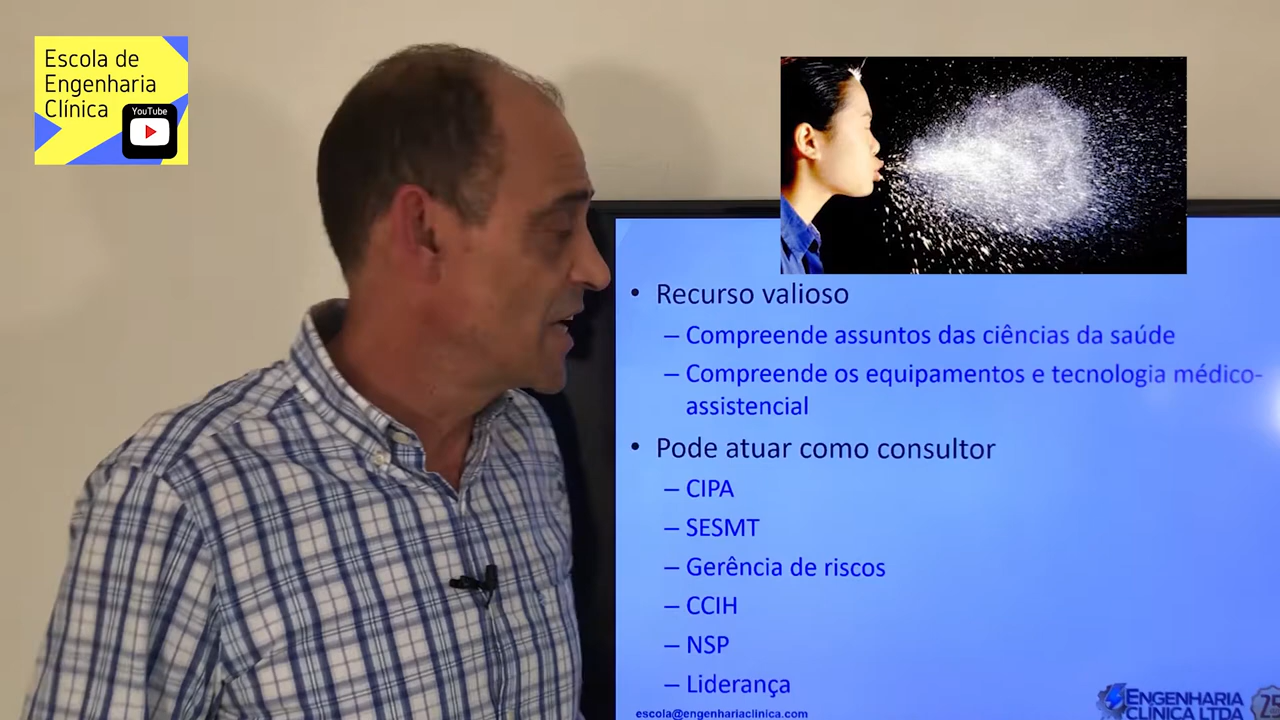 Escola de
Engenharia
Clínica
YouTube
• Recurso valioso
– Compreende assuntos das ciências da saúde
– Compreende os equipamentos e tecnologia médico-
assistencial
• Pode atuar como consultor
– CIPA
– SESMT
– Gerência de riscos
– CCIH
– NSP
– Liderança
escola@engenhariaclinica.com
ENGENHARIA
CLÍNICA LTDA
25